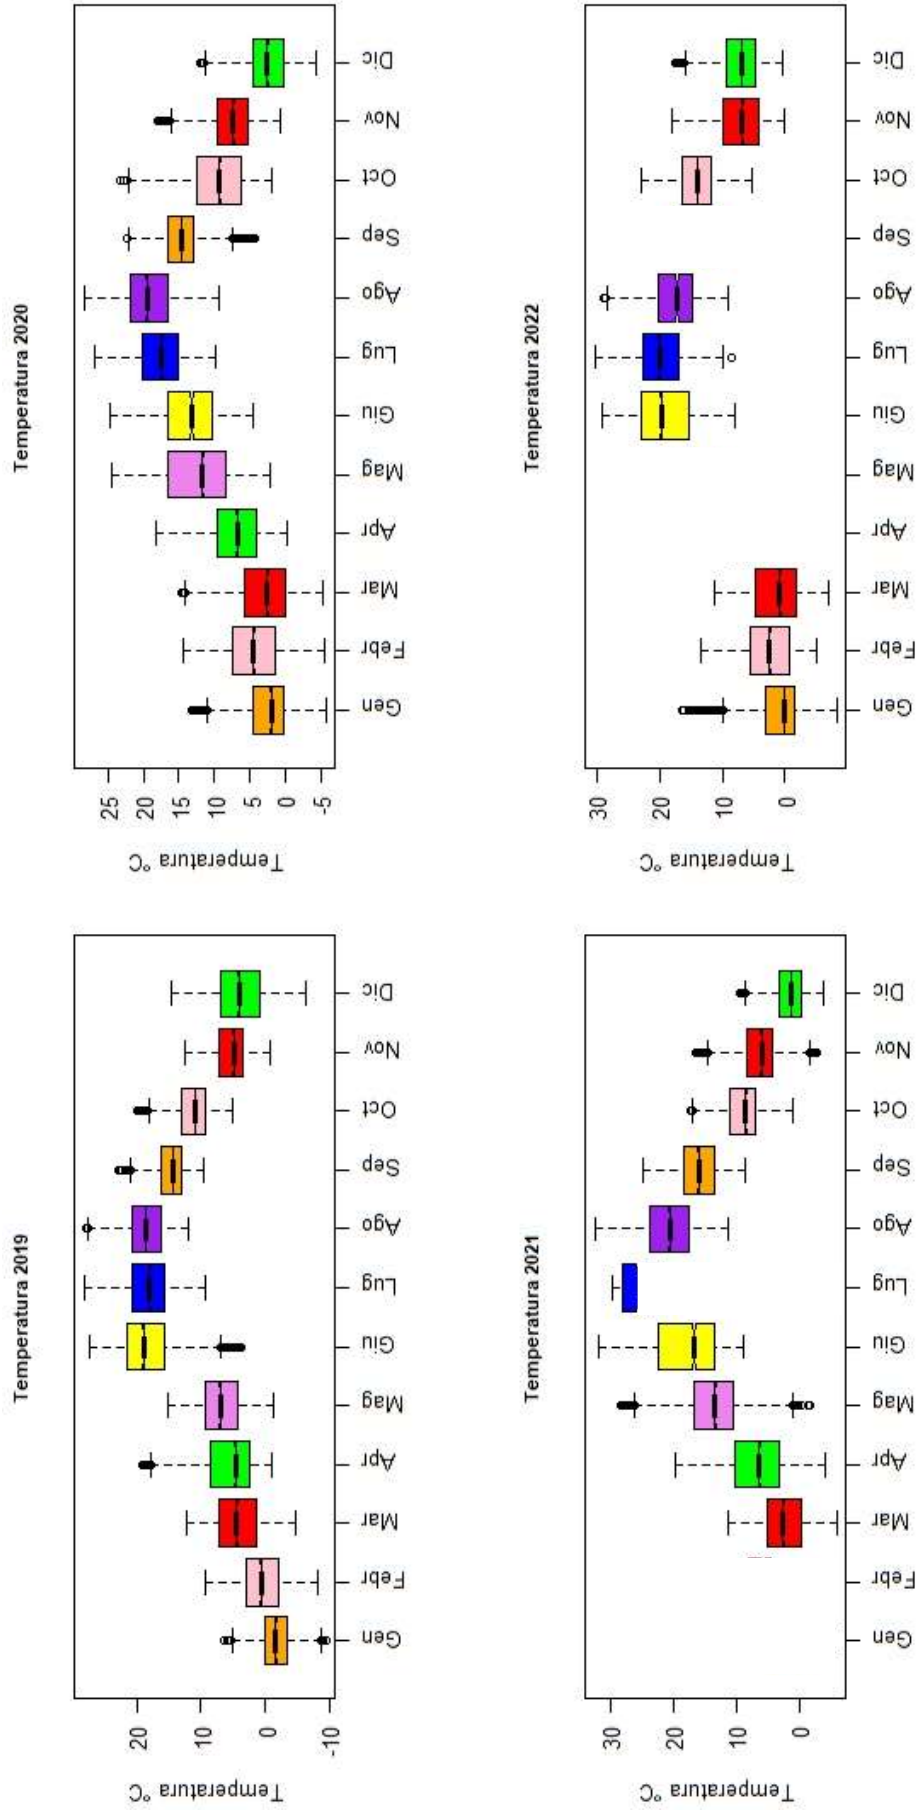 Temperatura 2019
Temperatura °C
20
10
0
-10
Gen
Febr
Mar
Apr
Mag
Giu
Lug
Ago
Sep
Oct
Nov
Dic
Temperatura 2020
Temperatura °C
25
20
15
10
5
0
-5
Gen
Febr
Mar
Apr
Mag
Giu
Lug
Ago
Sep
Oct
Nov
Dic
Temperatura 2021
Temperatura °C
30
20
10
0
Gen
Febr
Mar
Apr
Mag
Giu
Lug
Ago
Sep
Oct
Nov
Dic
Temperatura 2022
Temperatura °C
30
20
10
0
Gen
Febr
Mar
Apr
Mag
Giu
Lug
Ago
Sep
Oct
Nov
Dic